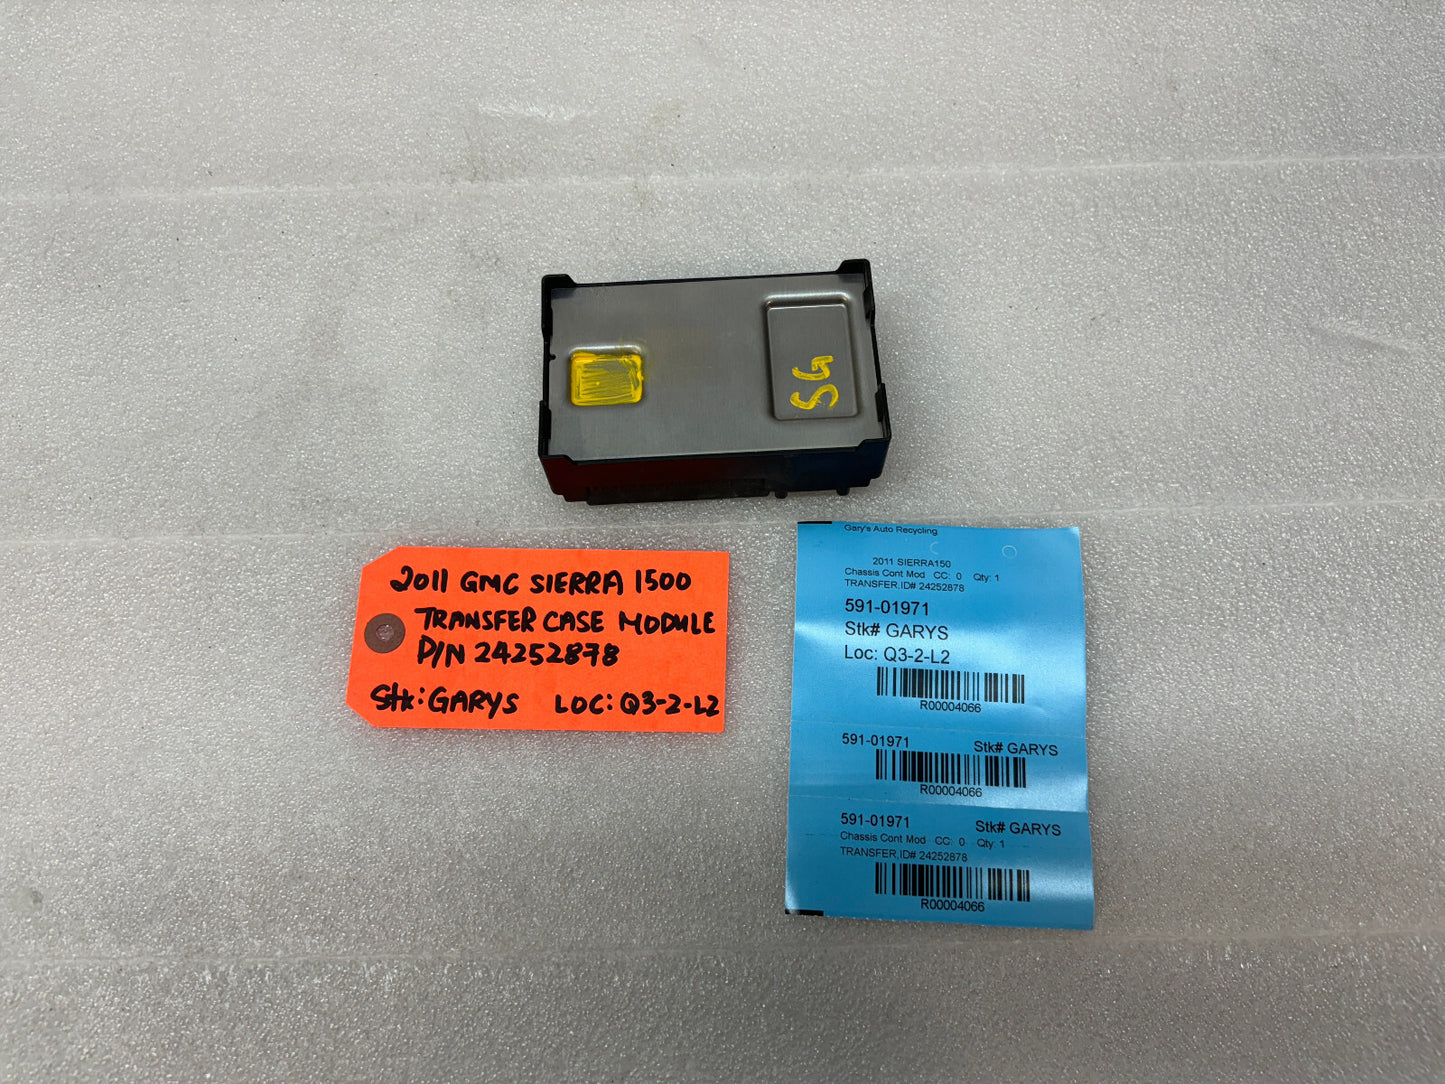 SG
2011 GMC SIERRA 1500
TRANSFER CASE MODULE
P/N 24252878
Stk: GARYS LOC: Q3-2-L2
Gary's Auto Recycling
2011 SIERRA150
Chassis Cont Mod CC: 0 Qty: 1
TRANSFER,ID# 24252878
591-01971
Stk# GARYS
Loc: Q3-2-L2
R00004066
591-01971 Stk# GARYS
R00004066
591-01971 Stk# GARYS
Chassis Cont Mod CC: 0 Qty: 1
TRANSFER,ID# 24252878
R00004066